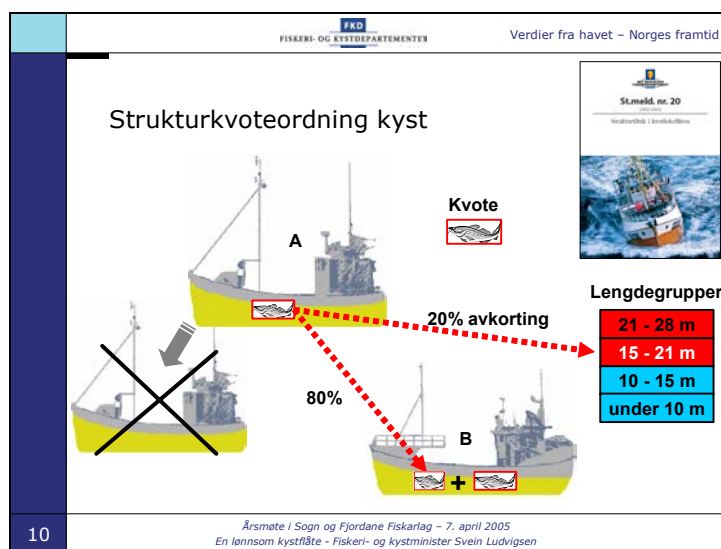 FKD
FISKERI- OG KYSTDEPARTEMENTET
Verdier fra havet – Norges framtid
St.meld. nr. 20
Strukturkvoteordning kyst
Kvote
A
20% avkorting
Lengdegrupper
21 - 28 m
15 - 21 m
10 - 15 m
under 10 m
80%
B
+
10
Årsmøte i Sogn og Fjordane Fiskarlag – 7. april 2005
En lønnsom kystflåte - Fiskeri- og kystminister Svein Ludvigsen